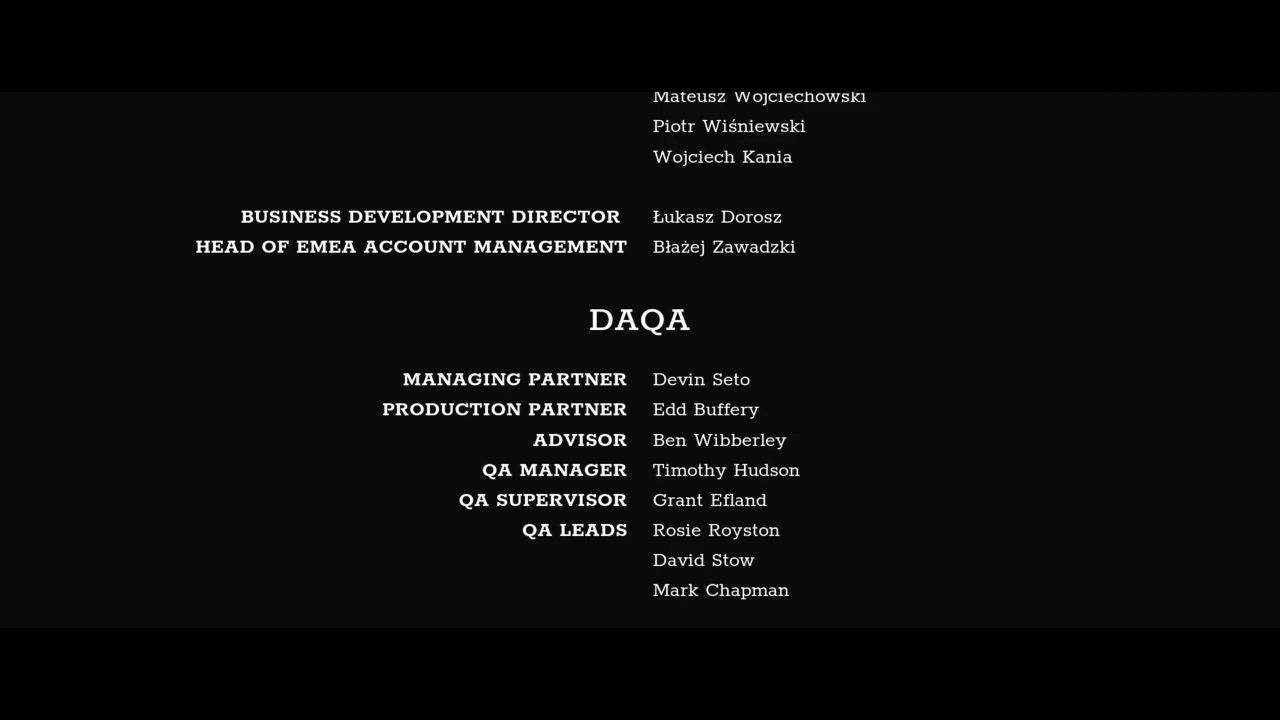 Mateusz Wojciechowski
Piotr Wiśniewski
Wojciech Kania
BUSINESS DEVELOPMENT DIRECTOR Łukasz Dorosz
HEAD OF EMEA ACCOUNT MANAGEMENT Błażej Zawadzki
DAQA
MANAGING PARTNER Devin Seto
PRODUCTION PARTNER Edd Buffery
ADVISOR Ben Wibberley
QA MANAGER Timothy Hudson
QA SUPERVISOR Grant Efland
QA LEADS Rosie Royston
David Stow
Mark Chapman